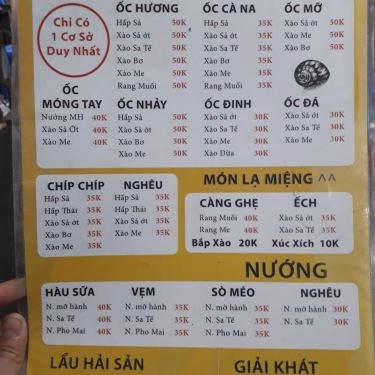 Chỉ Có
1 Cơ Sở
Duy Nhất
ỐC HƯƠNG
Hấp Sả 50K
Xào Sả ớt 50K
Xào Sa Tế 50K
Xào Bơ 50K
Xào Me 50K
Rang Muối 50K
ỐC CÀ NA
Hấp Sả 35K
Xào Sả ớt 35K
Xào Sa Tế 35K
Xào Bơ 35K
Xào Me 35K
Rang Muối 35K
ỐC MỠ
Xào Sả ớt 40K
Xào Sa Tế 40K
Xào Me 40K
ỐC
MÓNG TAY
Nướng MH 40K
Xào Sả Ớt 40K
Xào Me 40K
ỐC NHẢY
Hấp Sả 50K
Xào Sả ớt 50K
Xào Bơ 50K
Xào Me 50K
ỐC ĐINH
Xào Sả ớt 30K
Xào Sa Tế 30K
Xào Me 30K
Xào Dừa 30K
ỐC ĐÁ
Xào Sả ớt 30K
Xào Sa Tế 30K
Xào Me 30K
CHÍP CHÍP
Hấp Sả 35K
Hấp Thái 35K
Xào Sả ớt 35K
Xào Bơ 35K
Xào Me 35K
NGHÊU
Hấp Sả 35K
Hấp Thái 35K
Xào Sả ớt 35K
Xào Me 35K
MÓN LẠ MIỆNG ^^
CÀNG GHẸ
Rang Muối 40K
Rang Me 40K
Bắp Xào 20K
ẾCH
Xào Sả ớt 35K
Xào Sa Tế 35K
Xúc Xích 10K
NƯỚNG
HÀU SỮA
N. mỡ hành 40K
N. Sa Tế 40K
N. Pho Mai 40K
VẸM
N. mỡ hành 35K
N. Sa Tế 35K
N. Pho Mai 35K
SÒ MÉO
N. mỡ hành 35K
N. Sa Tế 35K
N. Pho Mai 35K
NGHÊU
N. mỡ hành 30K
N. Sa Tế 30K
LẨU HẢI SẢN
GIẢI KHÁT